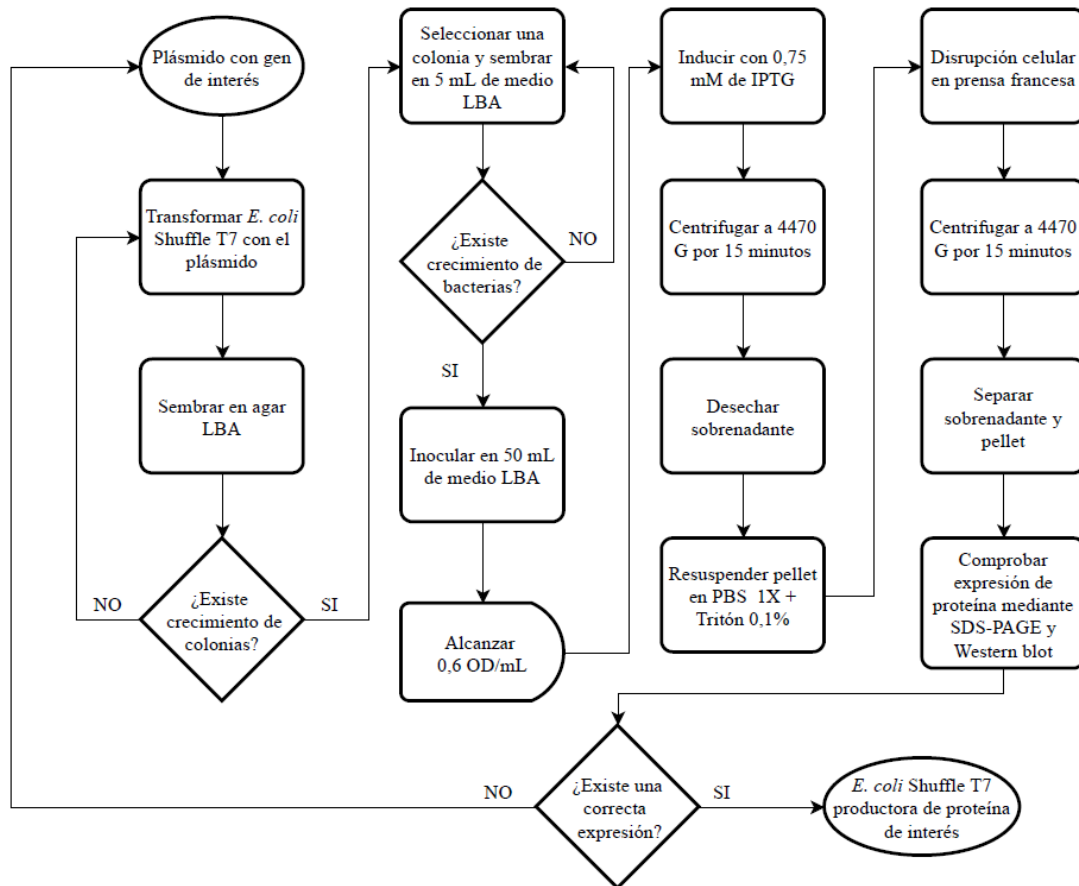 Plásmido con gen
de interés
Transformar E. coli
Shuffle T7 con el
plásmido
Sembrar en agar
LBA
¿Existe
crecimiento de
colonias?
NO
SI
Seleccionar una
colonia y sembrar
en 5 mL de medio
LBA
¿Existe
crecimiento de
bacterias?
NO
SI
Inocular en 50 mL
de medio LBA
Alcanzar
0,6 OD/mL
Inducir con 0,75
mM de IPTG
Centrifugar a 4470
G por 15 minutos
Desechar
sobrenadante
Resuspender pellet
en PBS 1X +
Tritón 0,1%
Disrupción celular
en prensa francesa
Centrifugar a 4470
G por 15 minutos
Separar
sobrenadante y
pellet
Comprobar
expresión de
proteína mediante
SDS-PAGE y
Western blot
¿Existe una
correcta
expresión?
NO
SI
E. coli Shuffle T7
productora de proteína
de interés